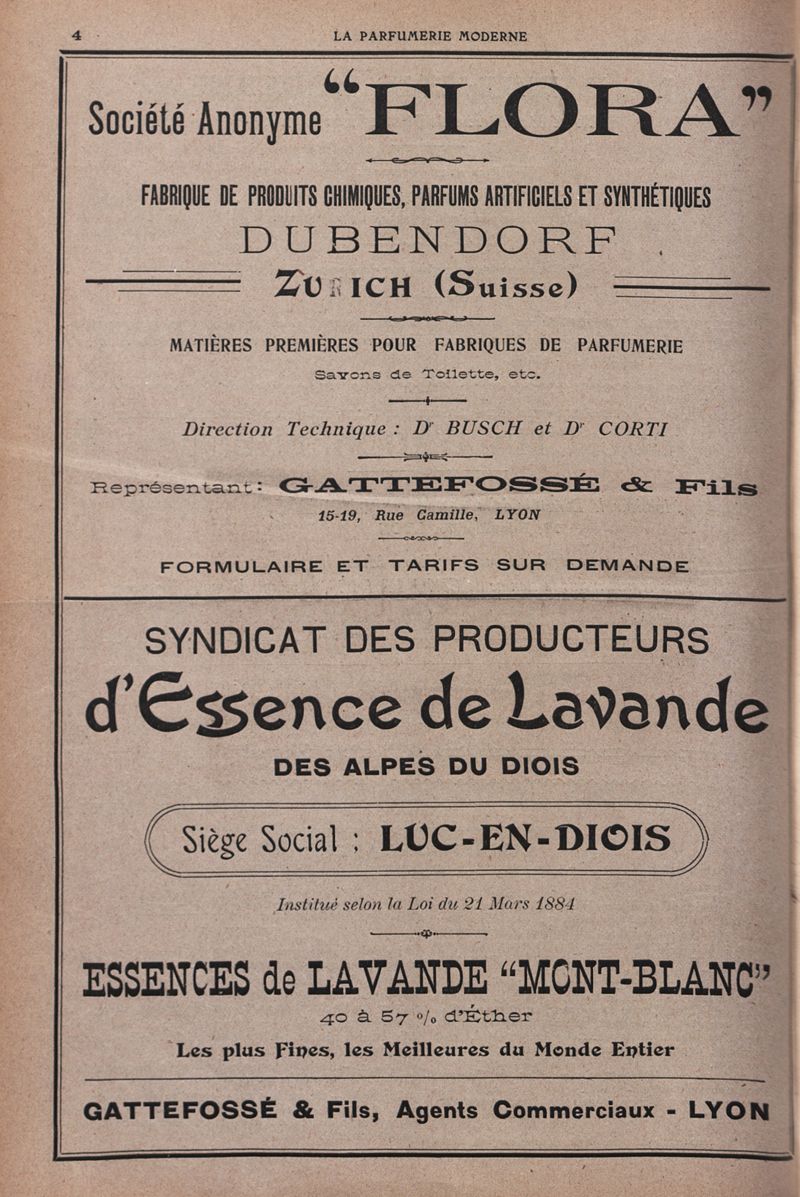 4
LA PARFUMERIE MODERNE
Société Anonyme “FLORA”
FABRIQUE DE PRODUITS CHIMIQUES, PARFUMS ARTIFICIELS ET SYNTHÉTIQUES
DUBENDORF
ZURICH (Suisse)
MATIÈRES PREMIÈRES POUR FABRIQUES DE PARFUMERIE
Savons de Toilette, etc.
Direction Technique : Dr BUSCH et Dr CORTI
Représentant : GATTEFOSSÉ & Fils
15-19, Rue Camille, LYON
FORMULAIRE ET TARIFS SUR DEMANDE
SYNDICAT DES PRODUCTEURS
d'Essence de Lavande
DES ALPES DU DIOIS
Siège Social : LUC-EN-DIOIS
Institué selon la Loi du 21 Mars 1884
ESSENCES de LAVANDE “MONT-BLANC”
40 à 57 % d'Éther
Les plus Fines, les Meilleures du Monde Entier
GATTEFOSSÉ & Fils, Agents Commerciaux - LYON